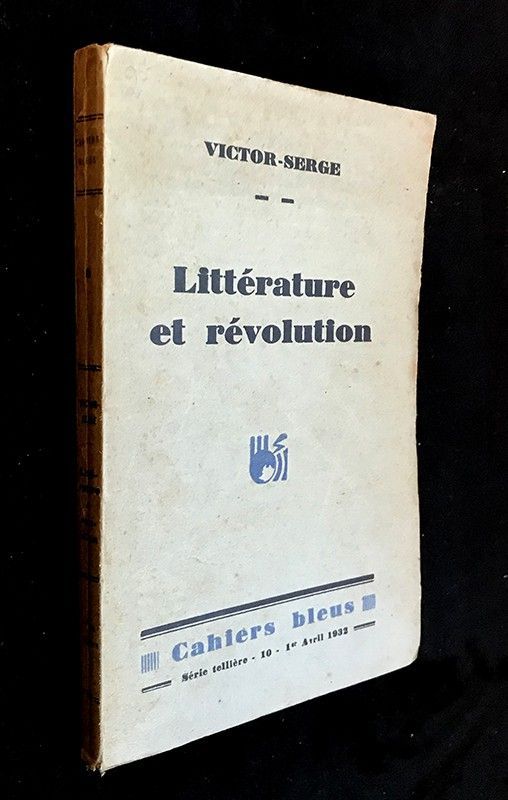 VICTOR-SERGE
Littérature
et révolution
Cahiers bleus
Série tellière - 10 - 1er Avril 1932